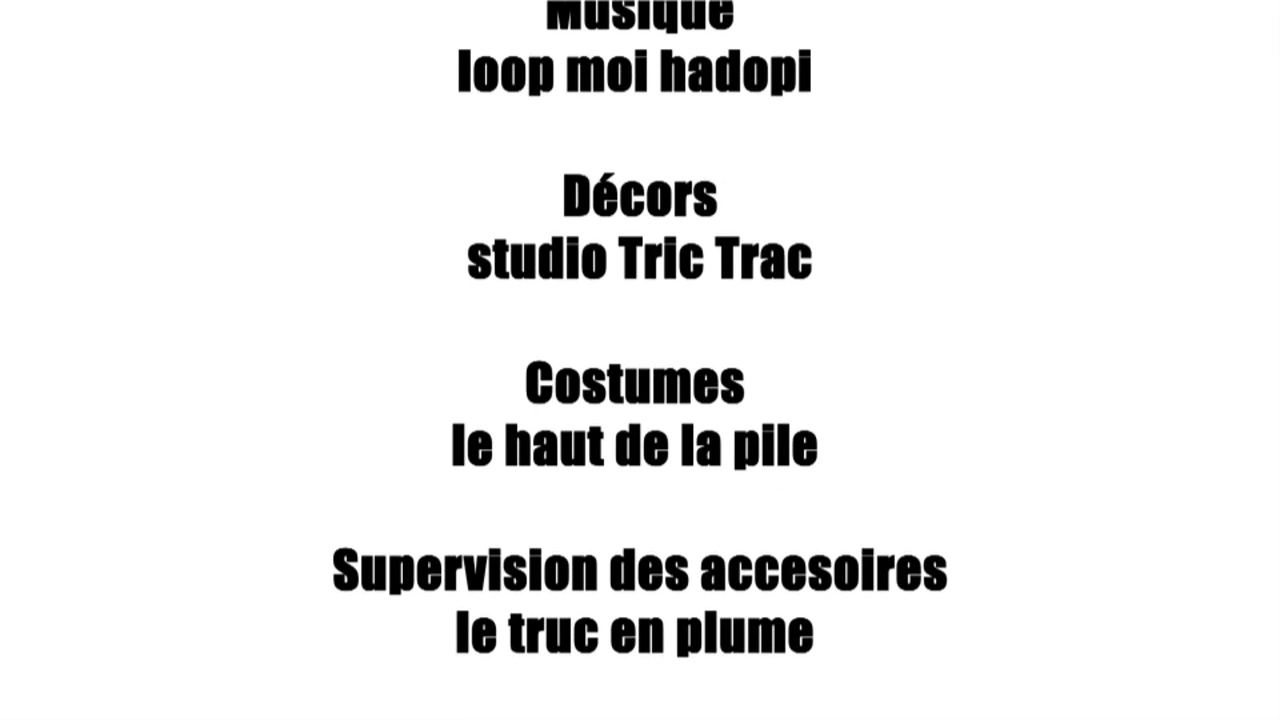 Musique
loop moi hadopi
Décors
studio Tric Trac
Costumes
le haut de la pile
Supervision des accesoires
le truc en plume